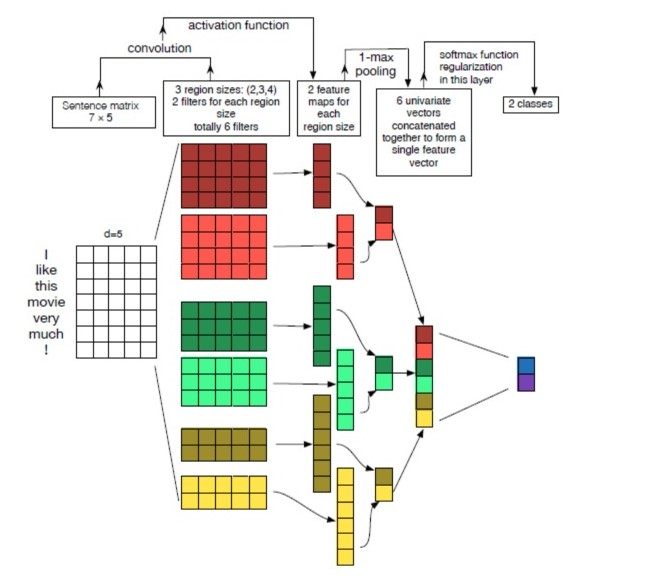 activation function
convolution
1-max
pooling
softmax function
regularization
in this layer
Sentence matrix
7 × 5
3 region sizes: (2,3,4)
2 filters for each region
size
totally 6 filters
2 feature
maps for
each
region size
6 univariate
vectors
concatenated
together to form a
single feature
vector
2 classes
d=5
I
like
this
movie
very
much
!